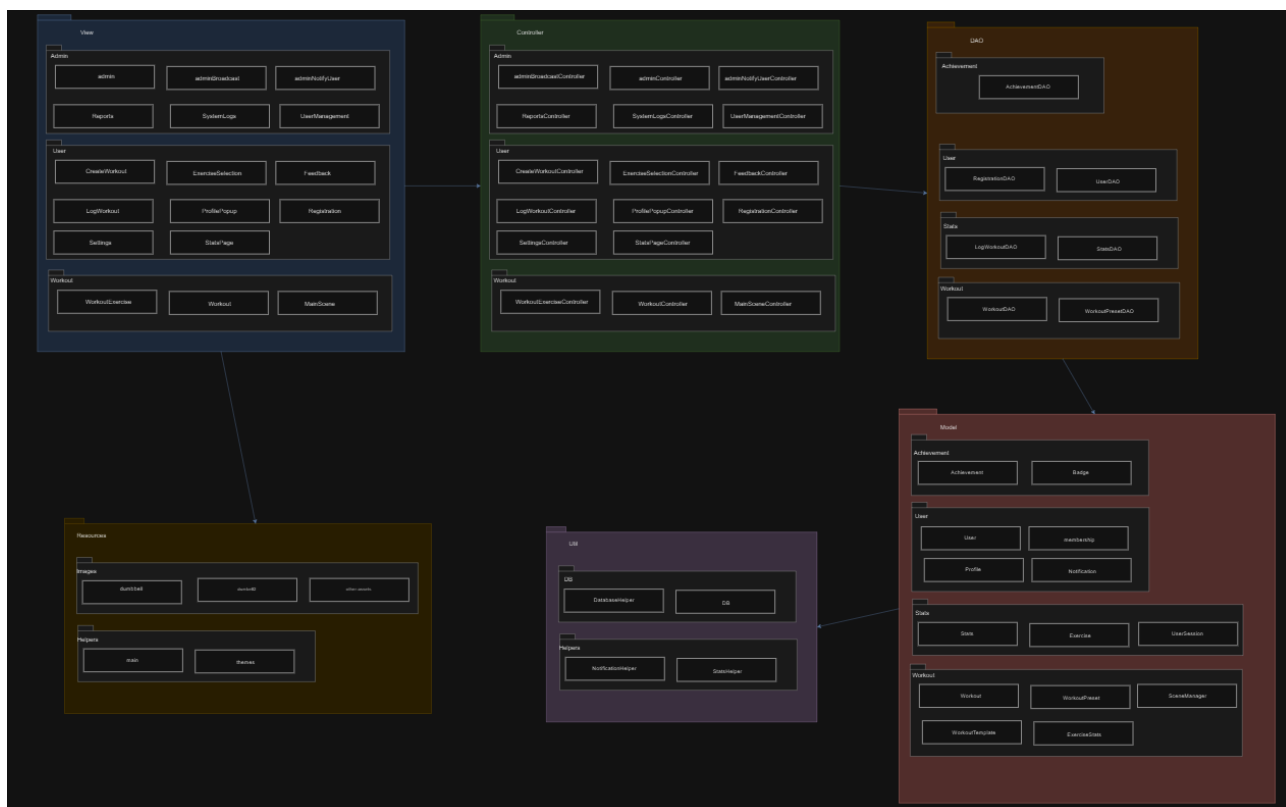 View
Admin
admin
adminBroadcast
adminNotifyUser
Reports
SystemLogs
UserManagement
User
CreateWorkout
ExerciseSelection
Feedback
LogWorkout
ProfilePopup
Registration
Settings
StatsPage
Workout
WorkoutExercise
Workout
MainScene
Controller
Admin
adminBroadcastController
adminController
adminNotifyUserController
ReportsController
SystemLogsController
UserManagementController
User
CreateWorkoutController
ExerciseSelectionController
FeedbackController
LogWorkoutController
ProfilePopupController
RegistrationController
SettingsController
StatsPageController
Workout
WorkoutExerciseController
WorkoutController
MainSceneController
DAO
Achievement
AchievementDAO
User
RegistrationDAO
UserDAO
Stats
LogWorkoutDAO
StatsDAO
Workout
WorkoutDAO
WorkoutPresetDAO
Model
Achievement
Achievement
Badge
User
User
membership
Profile
Notification
Stats
Stats
Exercise
UserSession
Workout
Workout
WorkoutPreset
SceneManager
WorkoutTemplate
ExerciseStats
Resources
Images
Helpers
main
themes
DB
DatabaseHelper
DB
Helpers
NotificationHelper
StatsHelper